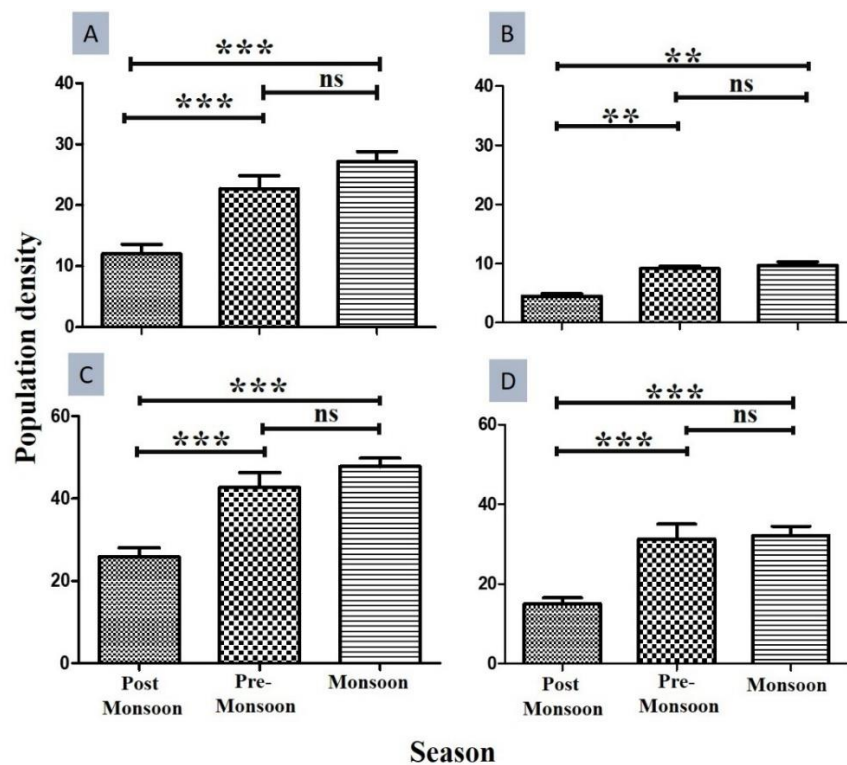 A
***
***
ns
40
30
20
10
0
B
**
**
ns
40
30
20
10
0
Population density
C
***
***
ns
60
40
20
0
Post
Monsoon
Pre-
Monsoon
Monsoon
D
***
***
ns
60
40
20
0
Post
Monsoon
Pre-
Monsoon
Monsoon
Season